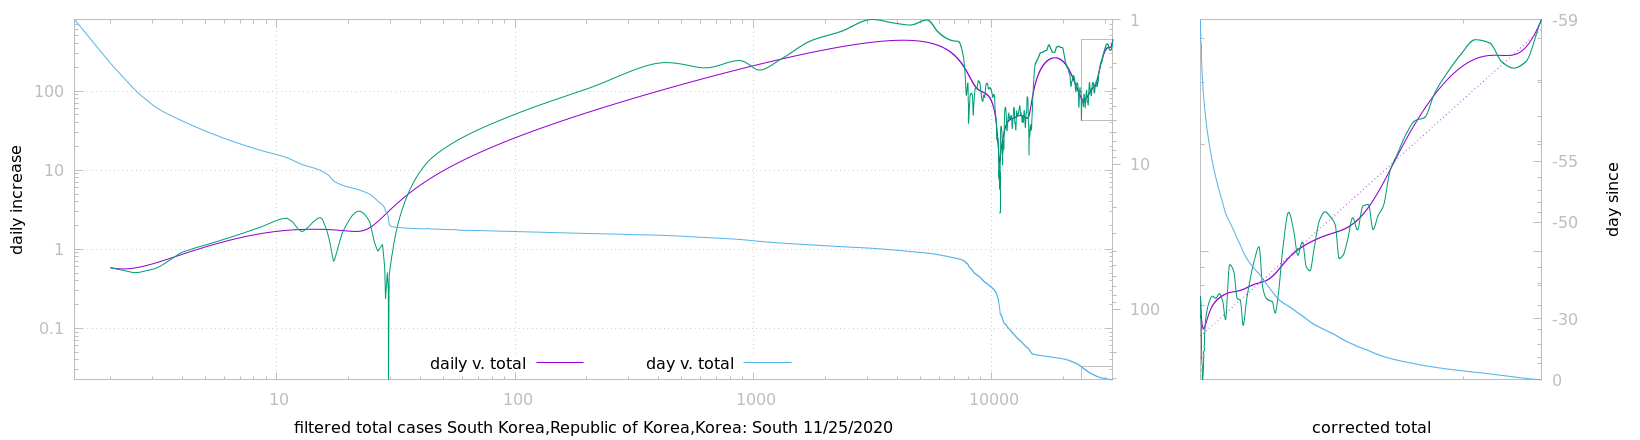 daily increase
100
10
1
0.1
10
100
1000
10000
1
10
100
daily v. total
day v. total
filtered total cases South Korea,Republic of Korea,Korea: South 11/25/2020
-59
-55
-50
-30
0
day since
corrected total